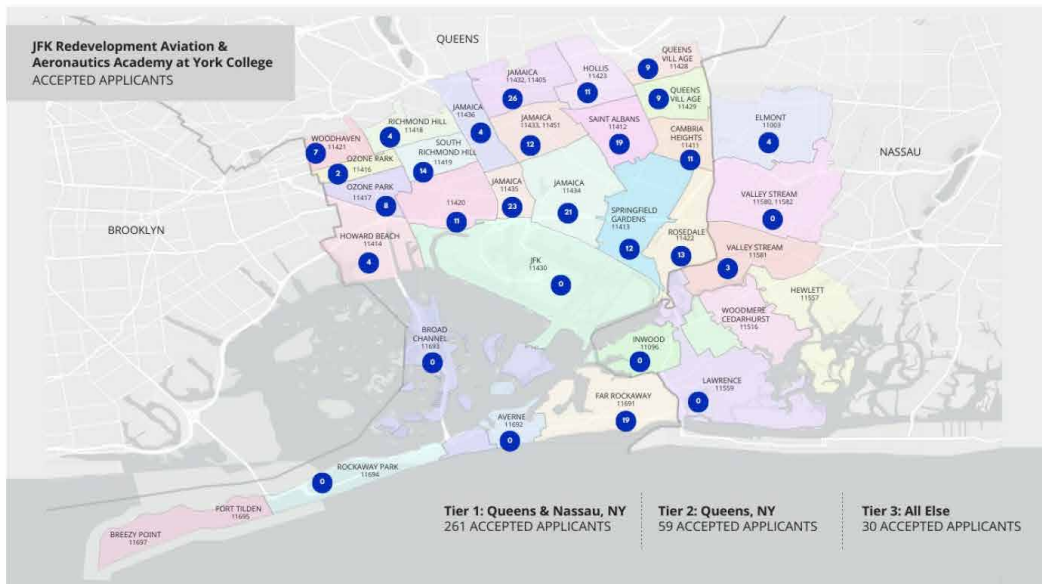 JFK Redevelopment Aviation &
Aeronautics Academy at York College
ACCEPTED APPLICANTS
QUEENS
QUEENS
VILLAGE
11428
9
HOLLIS
11423
11
JAMAICA
11432, 11405
26
QUEENS
VILLAGE
11429
9
JAMAICA
11436
4
JAMAICA
11433, 11451
12
SAINT ALBANS
11412
19
CAMBRIA
HEIGHTS
11411
11
ELMONT
11003
4
NASSAU
RICHMOND HILL
11418
4
WOODHAVEN
11421
7
SOUTH
RICHMOND HILL
11419
14
OZONE PARK
11416
2
OZONE PARK
11417
8
11420
11
JAMAICA
11435
23
JAMAICA
11434
21
SPRINGFIELD
GARDENS
11413
12
ROSEDALE
11422
13
VALLEY STREAM
11580, 11582
0
VALLEY STREAM
11581
3
BROOKLYN
HOWARD BEACH
11414
4
JFK
11430
0
HEWLETT
11557
WOODMERE
CEDARHURST
11516
BROAD
CHANNEL
11693
0
INWOOD
11096
0
LAWRENCE
11559
0
FAR ROCKAWAY
11691
19
AVERNE
11692
0
ROCKAWAY PARK
11694
0
FORT TILDEN
11695
BREEZY POINT
11697
Tier 1: Queens & Nassau, NY
261 ACCEPTED APPLICANTS
Tier 2: Queens, NY
59 ACCEPTED APPLICANTS
Tier 3: All Else
30 ACCEPTED APPLICANTS